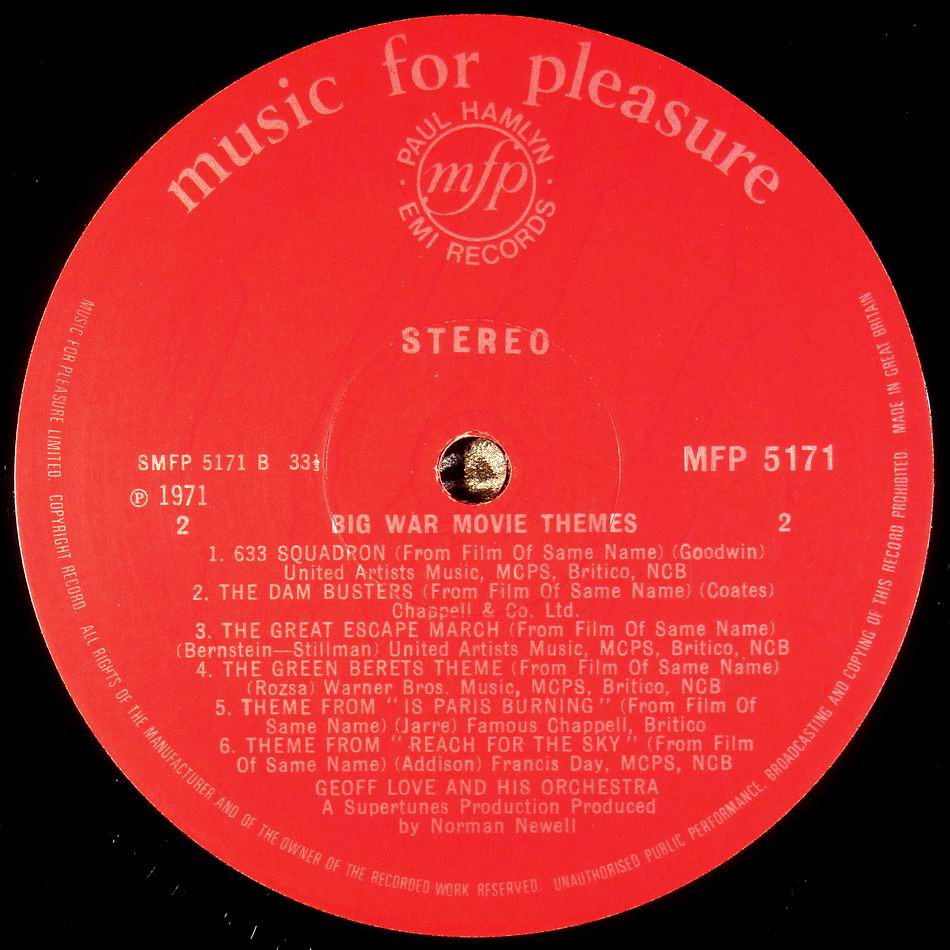 music for pleasure
PAUL HAMLYN
mfp
EMI RECORDS
STEREO
SMFP 5171 B 33⅓
MFP 5171
℗ 1971
2 BIG WAR MOVIE THEMES 2
1. 633 SQUADRON (From Film Of Same Name) (Goodwin)
United Artists Music, MCPS, Britico, NCB
2. THE DAM BUSTERS (From Film Of Same Name) (Coates)
Chappell & Co. Ltd.
3. THE GREAT ESCAPE MARCH (From Film Of Same Name)
(Bernstein—Stillman) United Artists Music, MCPS, Britico, NCB
4. THE GREEN BERETS THEME (From Film Of Same Name)
(Rozsa) Warner Bros. Music, MCPS, Britico, NCB
5. THEME FROM "IS PARIS BURNING" (From Film Of
Same Name) (Jarre) Famous Chappell, Britico
6. THEME FROM "REACH FOR THE SKY" (From Film
Of Same Name) (Addison) Francis Day, MCPS, NCB
GEOFF LOVE AND HIS ORCHESTRA
A Supertunes Production Produced
by Norman Newell
MUSIC FOR PLEASURE LIMITED. COPYRIGHT RECORD. ALL RIGHTS OF THE MANUFACTURER AND OF THE OWNER OF THE RECORDED WORK RESERVED. UNAUTHORISED PUBLIC PERFORMANCE, BROADCASTING AND COPYING OF THIS RECORD PROHIBITED MADE IN GREAT BRITAIN